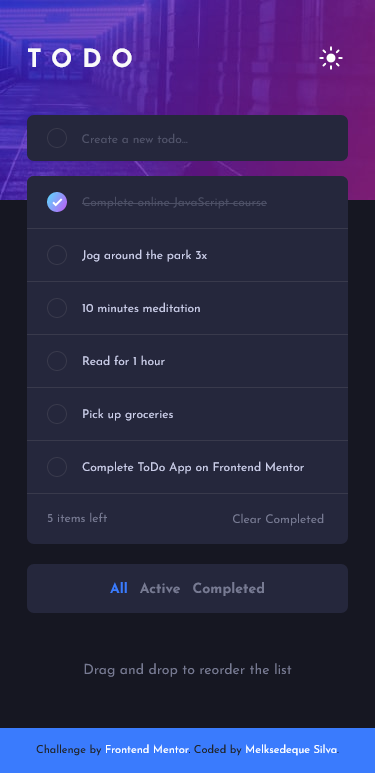 TODO
Create a new todo...
Complete online JavaScript course
Jog around the park 3x
10 minutes meditation
Read for 1 hour
Pick up groceries
Complete ToDo App on Frontend Mentor
5 items left Clear Completed
All Active Completed
Drag and drop to reorder the list
Challenge by Frontend Mentor. Coded by Melksedeque Silva.